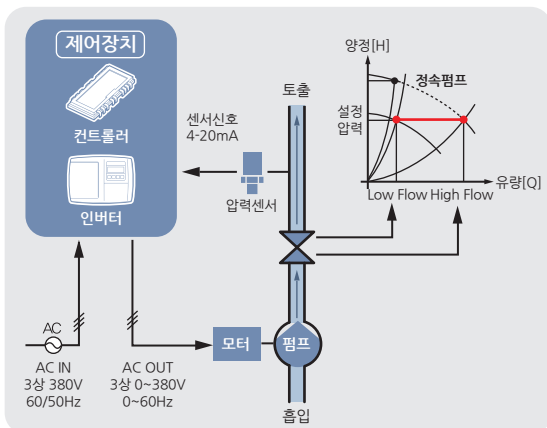 제어장치
컨트롤러
인버터
센서신호
4-20mA
압력센서
토출
양정[H]
정속펌프
설정
압력
유량[Q]
Low Flow High Flow
AC
AC IN
3상 380V
60/50Hz
AC OUT
3상 0~380V
0~60Hz
모터
펌프
흡입